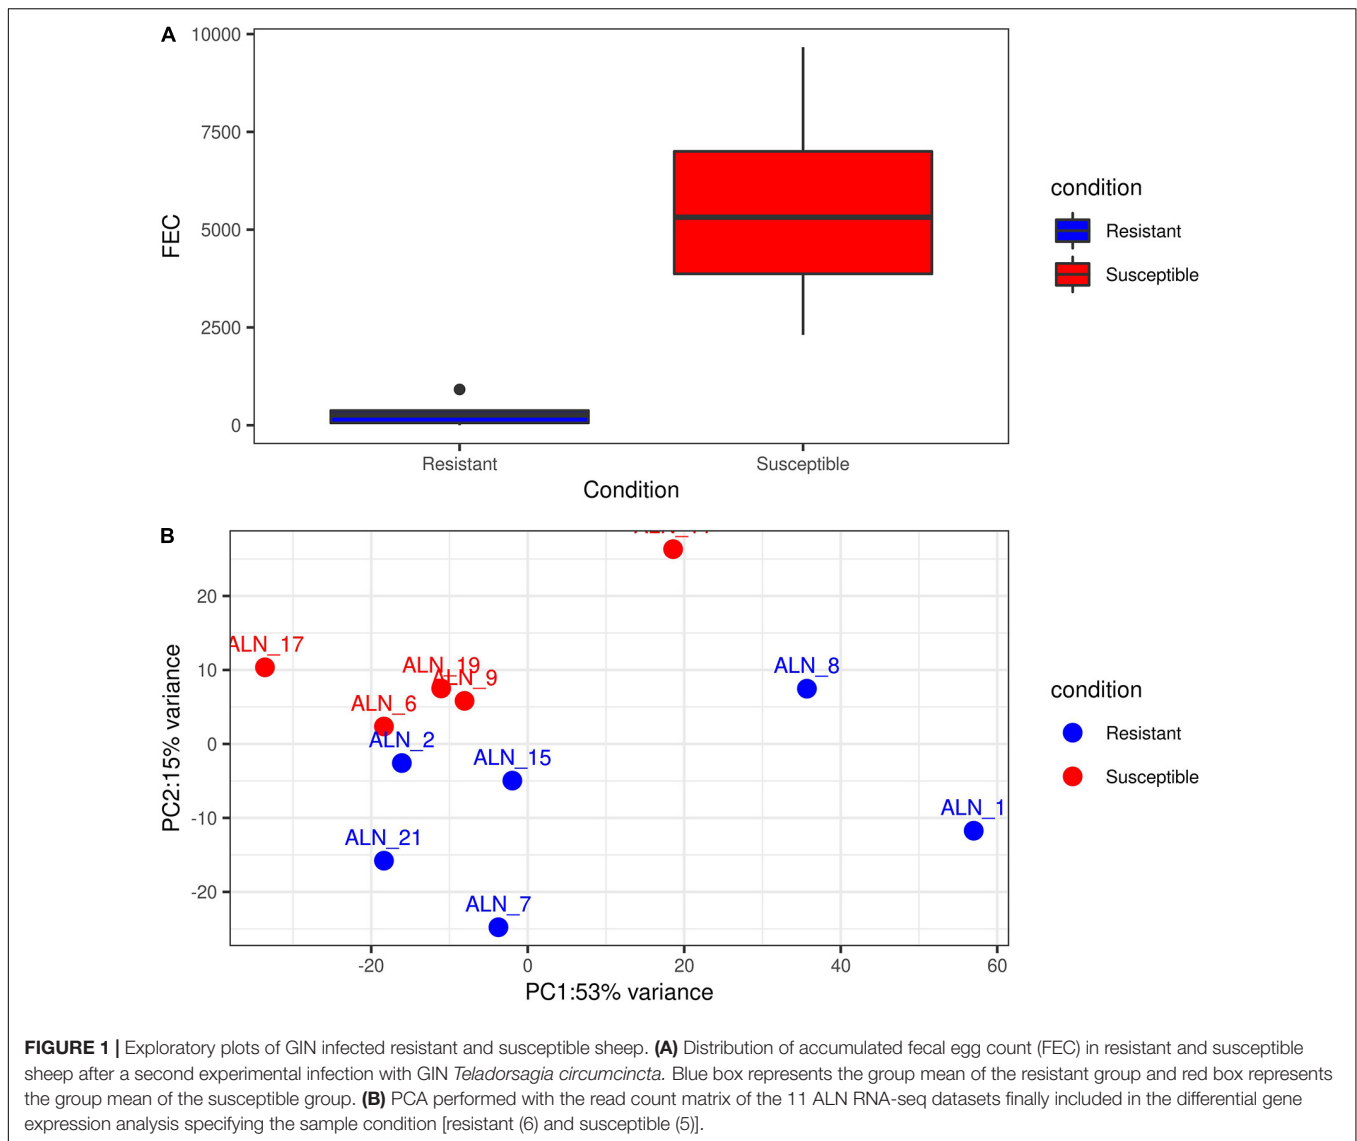 A
10000
7500
5000
2500
0
FEC
Resistant
Susceptible
Condition
condition
Resistant
Susceptible
B
20
10
0
-10
-20
PC2:15% variance
ALN_17
ALN_19
ALN_9
ALN_6
ALN_2
ALN_15
ALN_8
ALN_1
ALN_21
ALN_7
-20
0
20
40
60
PC1:53% variance
condition
Resistant
Susceptible
FIGURE 1 | Exploratory plots of GIN infected resistant and susceptible sheep. (A) Distribution of accumulated fecal egg count (FEC) in resistant and susceptible
sheep after a second experimental infection with GIN Teladorsagia circumcincta. Blue box represents the group mean of the resistant group and red box represents
the group mean of the susceptible group. (B) PCA performed with the read count matrix of the 11 ALN RNA-seq datasets finally included in the differential gene
expression analysis specifying the sample condition [resistant (6) and susceptible (5)].